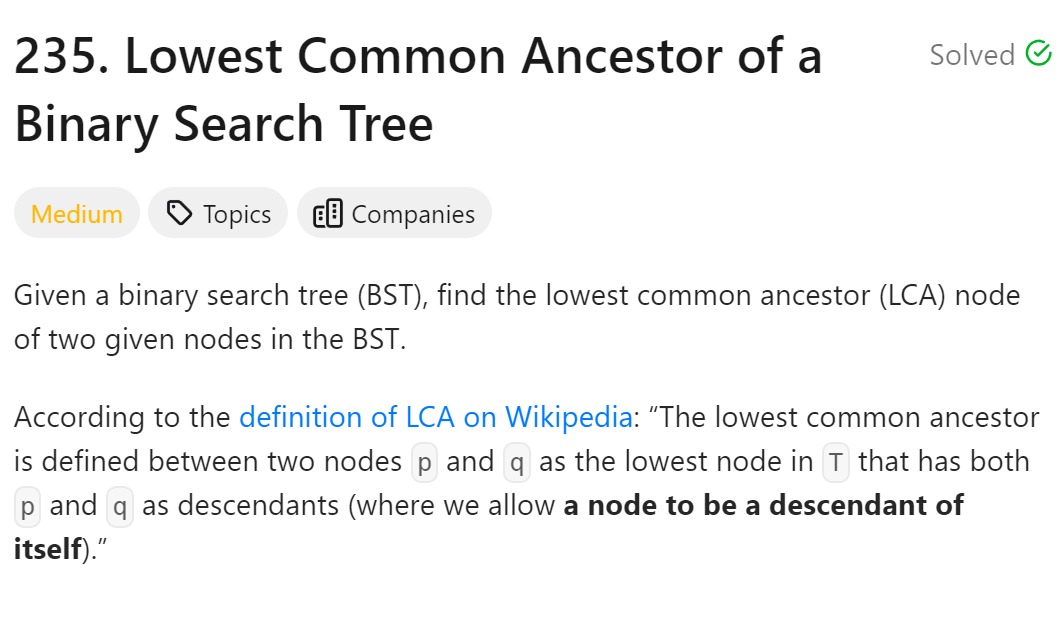 235. Lowest Common Ancestor of a
Binary Search Tree
Solved
Medium
Topics
Companies
Given a binary search tree (BST), find the lowest common ancestor (LCA) node
of two given nodes in the BST.
According to the definition of LCA on Wikipedia: “The lowest common ancestor
is defined between two nodes p and q as the lowest node in T that has both
p and q as descendants (where we allow a node to be a descendant of
itself).”